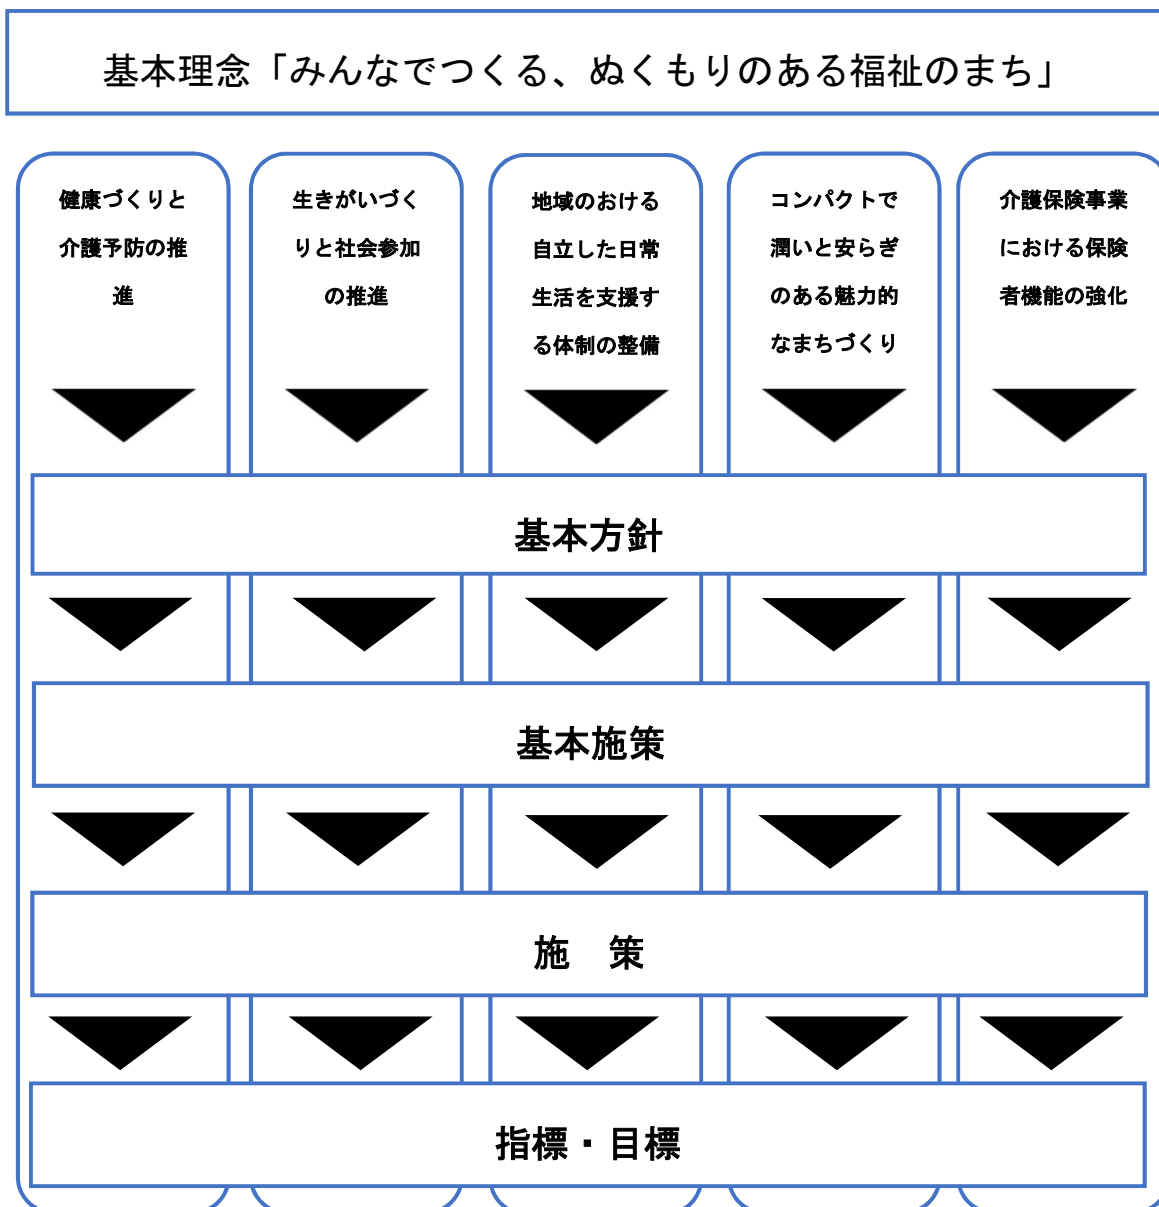 基本理念「みんなでつくる、ぬくもりのある福祉のまち」
健康づくりと
介護予防の推
進
生きがいづく
りと社会参加
の推進
地域のおける
自立した日常
生活を支援す
る体制の整備
コンパクトで
潤いと安らぎ
のある魅力的
なまちづくり
介護保険事業
における保険
者機能の強化
基本方針
基本施策
施　策
指標・目標